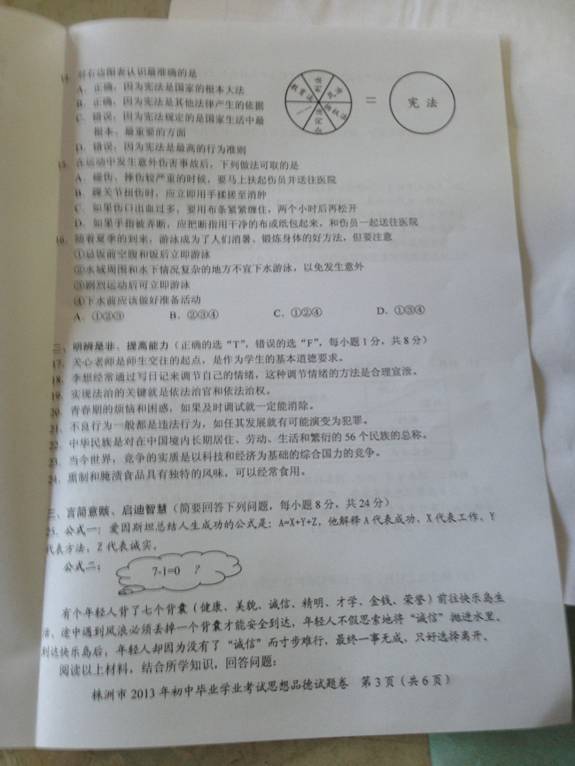 14. 对右边图表认识最准确的是
A. 正确，因为宪法是国家的根本大法
B. 正确，因为宪法是其他法律产生的依据
C. 错误，因为宪法规定的是国家生活中最
根本、最重要的方面
D. 错误，因为宪法是最高的行为准则
= 宪 法
15. 在运动中发生意外伤害事故后，下列做法可取的是
A. 碰伤、摔伤较严重的时候，要马上扶起伤员并送往医院
B. 踝关节扭伤时，应立即用手揉搓至消肿
C. 如果伤口出血过多，要用布条紧紧缠住，两个小时后再松开
D. 如果手指被弄断，应把断指用干净的布或纸包起来，和伤员一起送往医院
16. 随着夏季的到来，游泳成为了人们消暑、锻炼身体的好方法，但要注意
①最饭前空腹和饭后立即游泳
②水域周围和水下情况复杂的地方不宜下水游泳，以免发生意外
③剧烈运动后可立即游泳
④下水前应该做好准备活动
A. ①②③ B. ②③④ C. ①②④ D. ①③④
二、明辨是非、提高能力（正确的选“T”，错误的选“F”，每小题 1 分，共 8 分）
17. 关心老师是师生交往的起点，是作为学生的基本道德要求。
18. 李想经常通过写日记来调节自己的情绪，这种调节情绪的方法是合理宣泄。
19. 实现法治的关键就是依法治官和依法治权。
20. 青春期的烦恼和困惑，如果及时调试就一定能消除。
21. 不良行为一般都是违法行为，如任其发展就有可能演变为犯罪。
22. 中华民族是对在中国境内长期居住、劳动、生活和繁衍的 56 个民族的总称。
23. 当今世界，竞争的实质是以科技和经济为基础的综合国力的竞争。
24. 熏制和腌渍食品具有独特的风味，可以经常食用。
三、言简意赅、启迪智慧（简要回答下列问题，每小题 8 分，共 24 分）
25. 公式一：爱因斯坦总结人生成功的公式是：A=X+Y+Z，他解释 A 代表成功、X 代表工作、Y
代表方法、Z 代表诚实。
公式二： 7-1=0 ？
有个年轻人背了七个背囊（健康、美貌、诚信、精明、才学、金钱、荣誉）前往快乐岛生
活，途中遇到风浪必须丢掉一个背囊才能安全到达，年轻人不假思索地将“诚信”抛进水里。
到达快乐岛后，年轻人却因为没有了“诚信”而寸步难行，最终一事无成，只好选择离开。
阅读以上材料，结合所学知识，回答问题：
株洲市 2013 年初中毕业学业考试思想品德试题卷 第 3 页（共 6 页）